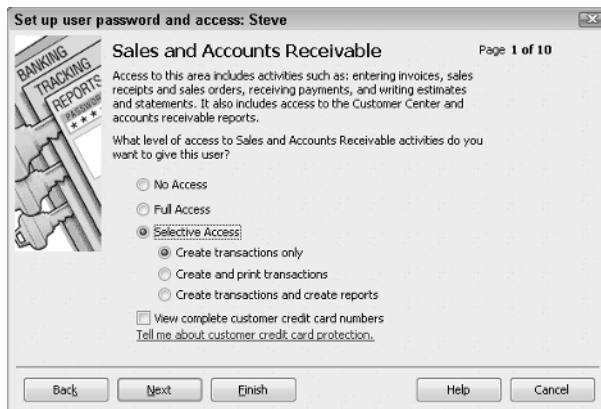 Set up user password and access: Steve
BANKING
TRACKING
REPORTS
PASSWORD
* * *
Sales and Accounts Receivable
Page 1 of 10
Access to this area includes activities such as: entering invoices, sales
receipts and sales orders, receiving payments, and writing estimates
and statements. It also includes access to the Customer Center and
accounts receivable reports.
What level of access to Sales and Accounts Receivable activities do you
want to give this user?
No Access
Full Access
Selective Access
Create transactions only
Create and print transactions
Create transactions and create reports
View complete customer credit card numbers
Tell me about customer credit card protection.
Back
Next
Finish
Help
Cancel